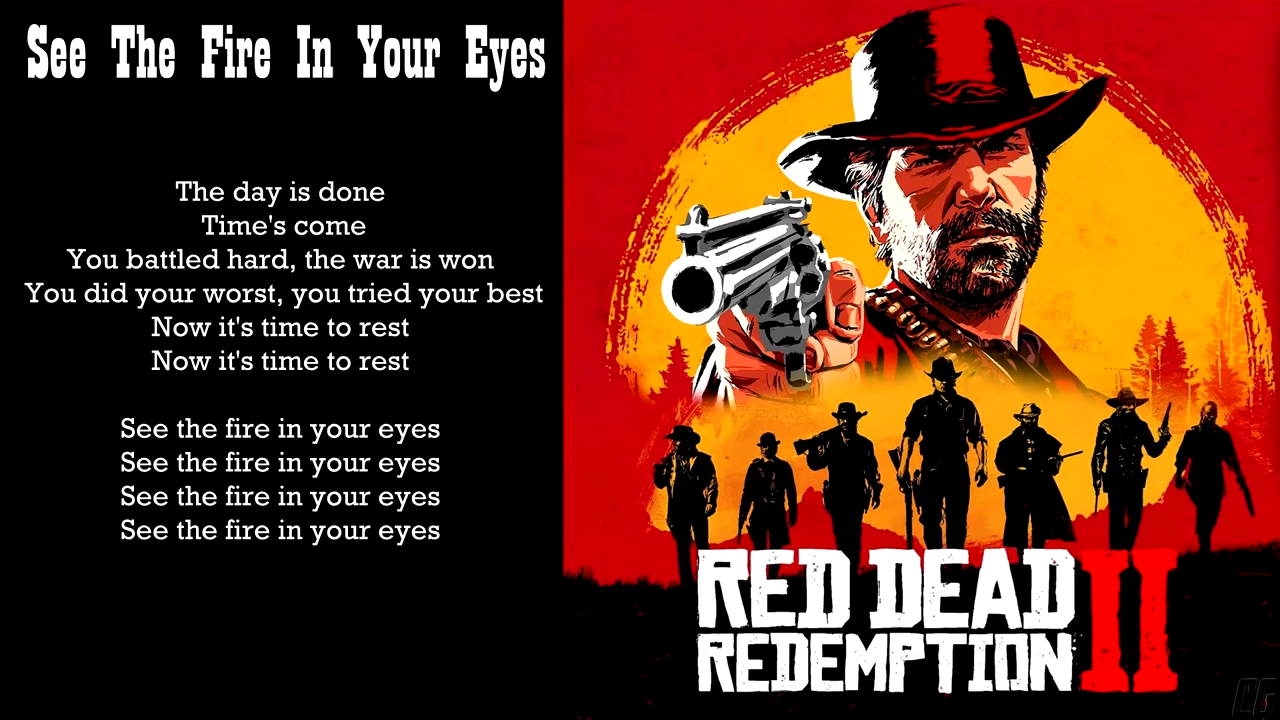 See The Fire In Your Eyes
The day is done
Time's come
You battled hard, the war is won
You did your worst, you tried your best
Now it's time to rest
Now it's time to rest
See the fire in your eyes
See the fire in your eyes
See the fire in your eyes
See the fire in your eyes
RED DEAD
REDEMPTION II
CG